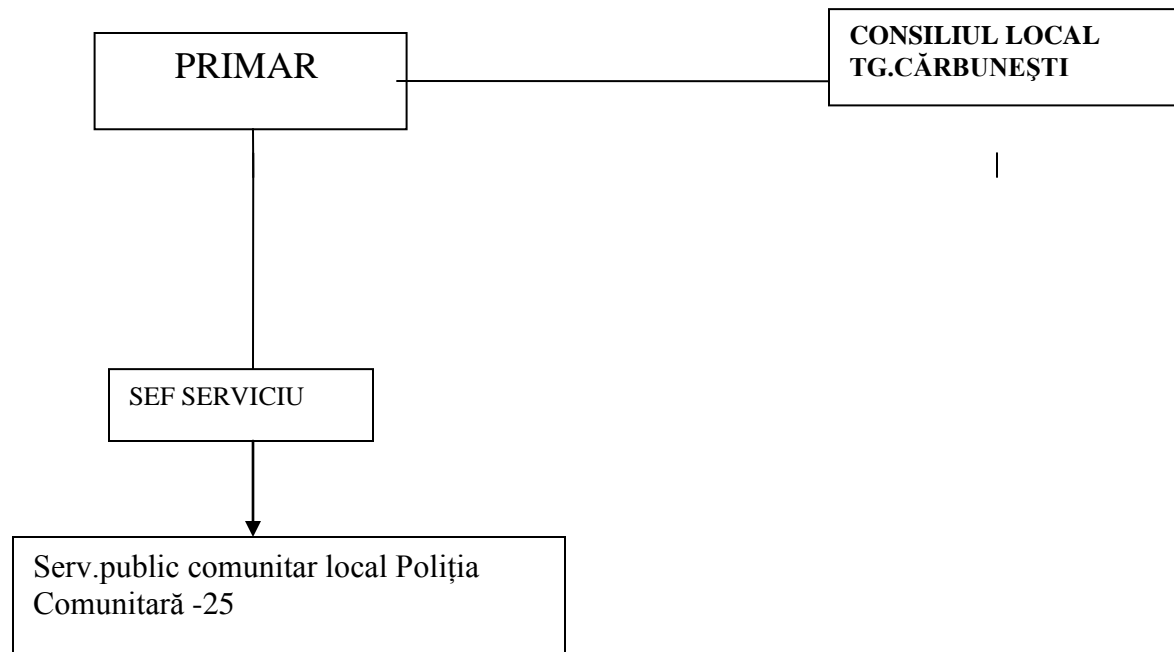 PRIMAR
CONSILIUL LOCAL
TG.CĂRBUNEŞTI
SEF SERVICIU
Serv.public comunitar local Poliția
Comunitară -25